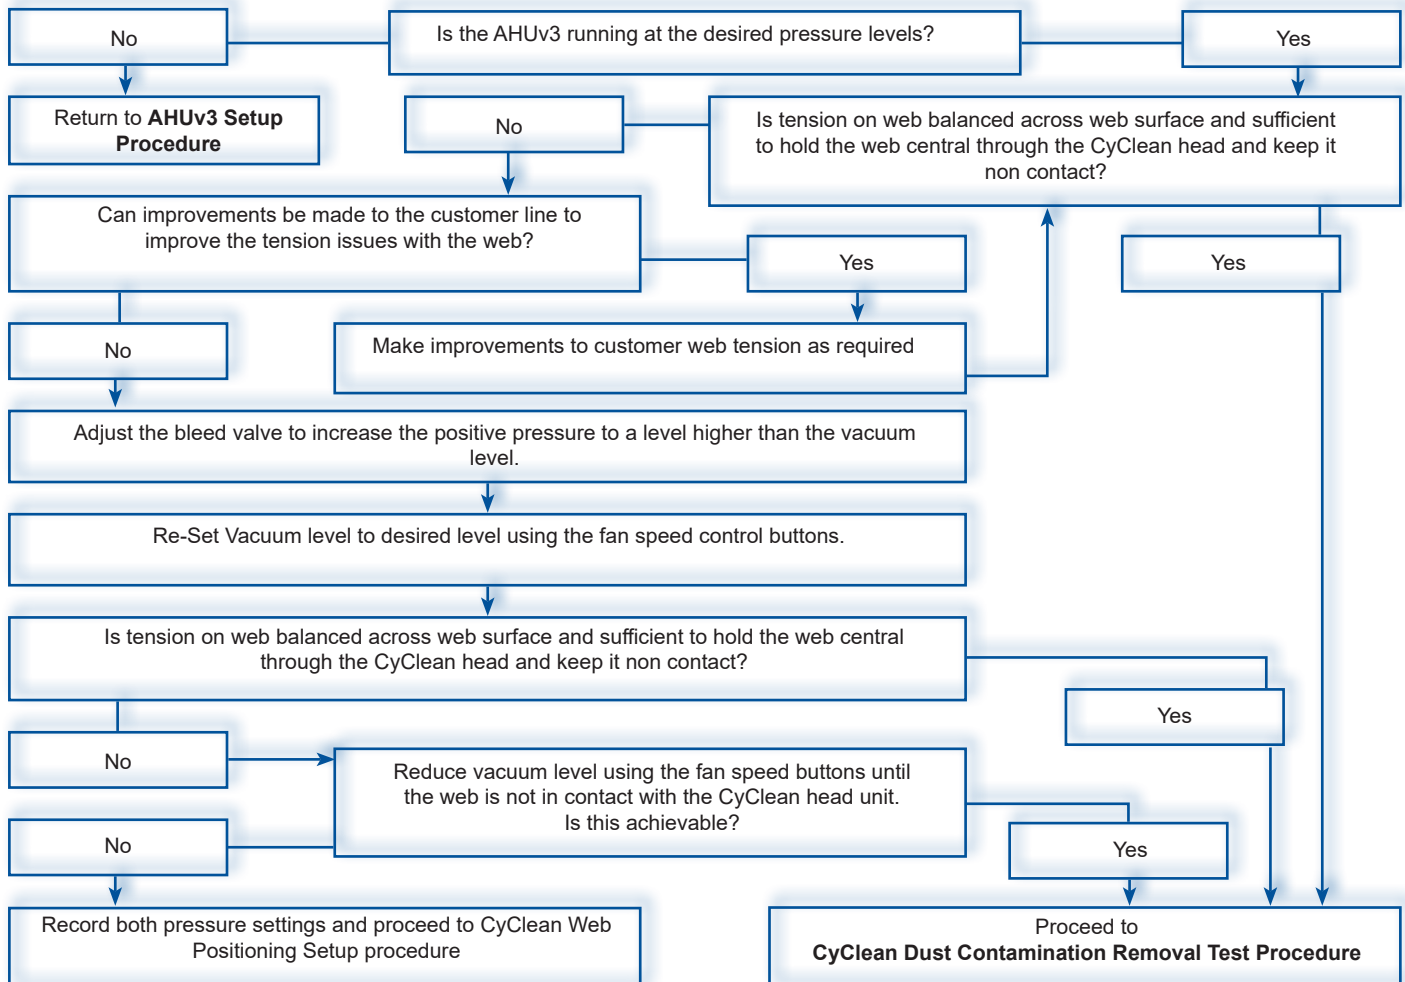 No
Is the AHUv3 running at the desired pressure levels?
Yes
Return to AHUv3 Setup
Procedure
No
Is tension on web balanced across web surface and sufficient
to hold the web central through the CyClean head and keep it
non contact?
Can improvements be made to the customer line to
improve the tension issues with the web?
Yes
Yes
No
Make improvements to customer web tension as required
Adjust the bleed valve to increase the positive pressure to a level higher than the vacuum
level.
Re-Set Vacuum level to desired level using the fan speed control buttons.
Is tension on web balanced across web surface and sufficient to hold the web central
through the CyClean head and keep it non contact?
Yes
No
Reduce vacuum level using the fan speed buttons until
the web is not in contact with the CyClean head unit.
Is this achievable?
No
Yes
Record both pressure settings and proceed to CyClean Web
Positioning Setup procedure
Proceed to
CyClean Dust Contamination Removal Test Procedure